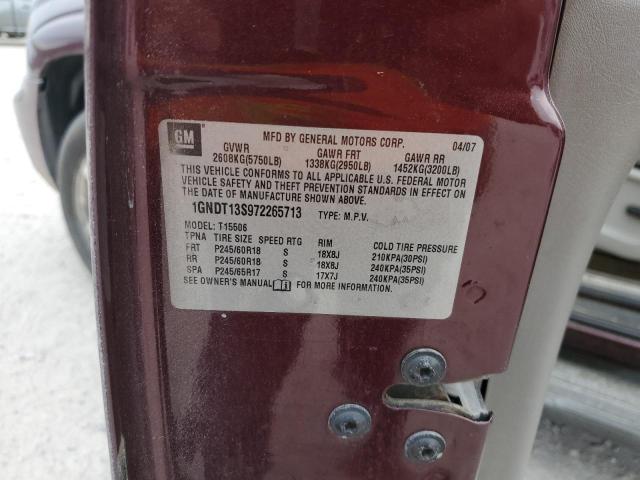 GM
MFD BY GENERAL MOTORS CORP. 04/07
GVWR GAWR FRT GAWR RR
2608KG(5750LB) 1338KG(2950LB) 1452KG(3200LB)
THIS VEHICLE CONFORMS TO ALL APPLICABLE U.S. FEDERAL MOTOR
VEHICLE SAFETY AND THEFT PREVENTION STANDARDS IN EFFECT ON
THE DATE OF MANUFACTURE SHOWN ABOVE.
1GNDT13S972265713 TYPE: M.P.V.
MODEL: T15506
TPNA TIRE SIZE SPEED RTG RIM COLD TIRE PRESSURE
FRT P245/60R18 S 18X8J 210KPA(30PSI)
RR P245/60R18 S 18X8J 240KPA(35PSI)
SPA P245/65R17 S 17X7J 240KPA(35PSI)
SEE OWNER'S MANUAL FOR MORE INFORMATION.